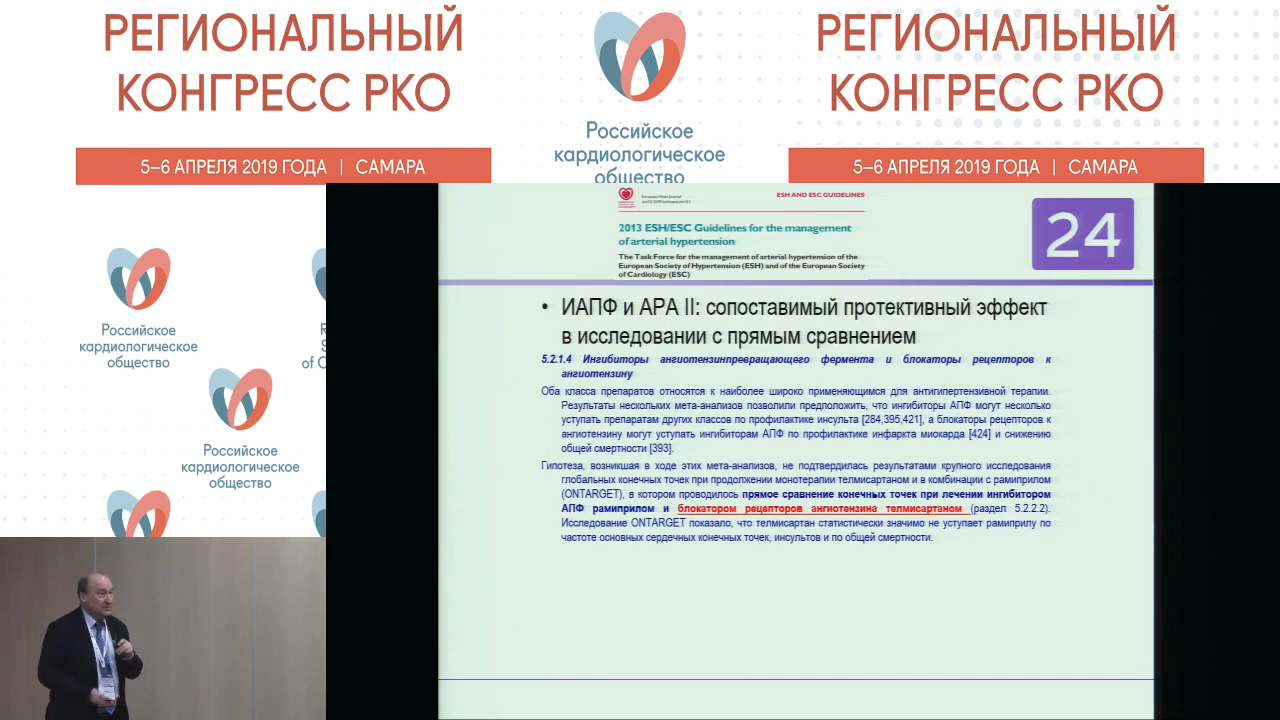 РЕГИОНАЛЬНЫЙ
КОНГРЕСС РКО
5–6 АПРЕЛЯ 2019 ГОДА | САМАРА
Российское
кардиологическое
общество
РЕГИОНАЛЬНЫЙ
КОНГРЕСС РКО
5–6 АПРЕЛЯ 2019 ГОДА | САМАРА
Российское
кардиологическое
общество
of C
Российское
кардиологическое
общество
ESH AND ESC GUIDELINES
2013 ESH/ESC Guidelines for the management
of arterial hypertension
The Task Force for the management of arterial hypertension of the
European Society of Hypertension (ESH) and of the European Society
of Cardiology (ESC)
24
• ИАПФ и АРА II: сопоставимый протективный эффект
в исследовании с прямым сравнением
5.2.1.4 Ингибиторы ангиотензинпревращающего фермента и блокаторы рецепторов к
ангиотензину
Оба класса препаратов относятся к наиболее широко применяющимся для антигипертензивной терапии.
Результаты нескольких мета-анализов позволили предположить, что ингибиторы АПФ могут несколько
уступать препаратам других классов по профилактике инсульта [284,395,421], а блокаторы рецепторов к
ангиотензину могут уступать ингибиторам АПФ по профилактике инфаркта миокарда [424] и снижению
общей смертности [393].
Гипотеза, возникшая в ходе этих мета-анализов, не подтвердилась результатами крупного исследования
глобальных конечных точек при продолжении монотерапии телмисартаном и в комбинации с рамиприлом
(ONTARGET), в котором проводилось прямое сравнение конечных точек при лечении ингибитором
АПФ рамиприлом и блокатором рецепторов ангиотензина телмисартаном (раздел 5.2.2.2).
Исследование ONTARGET показало, что телмисартан статистически значимо не уступает рамиприлу по
частоте основных сердечных конечных точек, инсультов и по общей смертности.